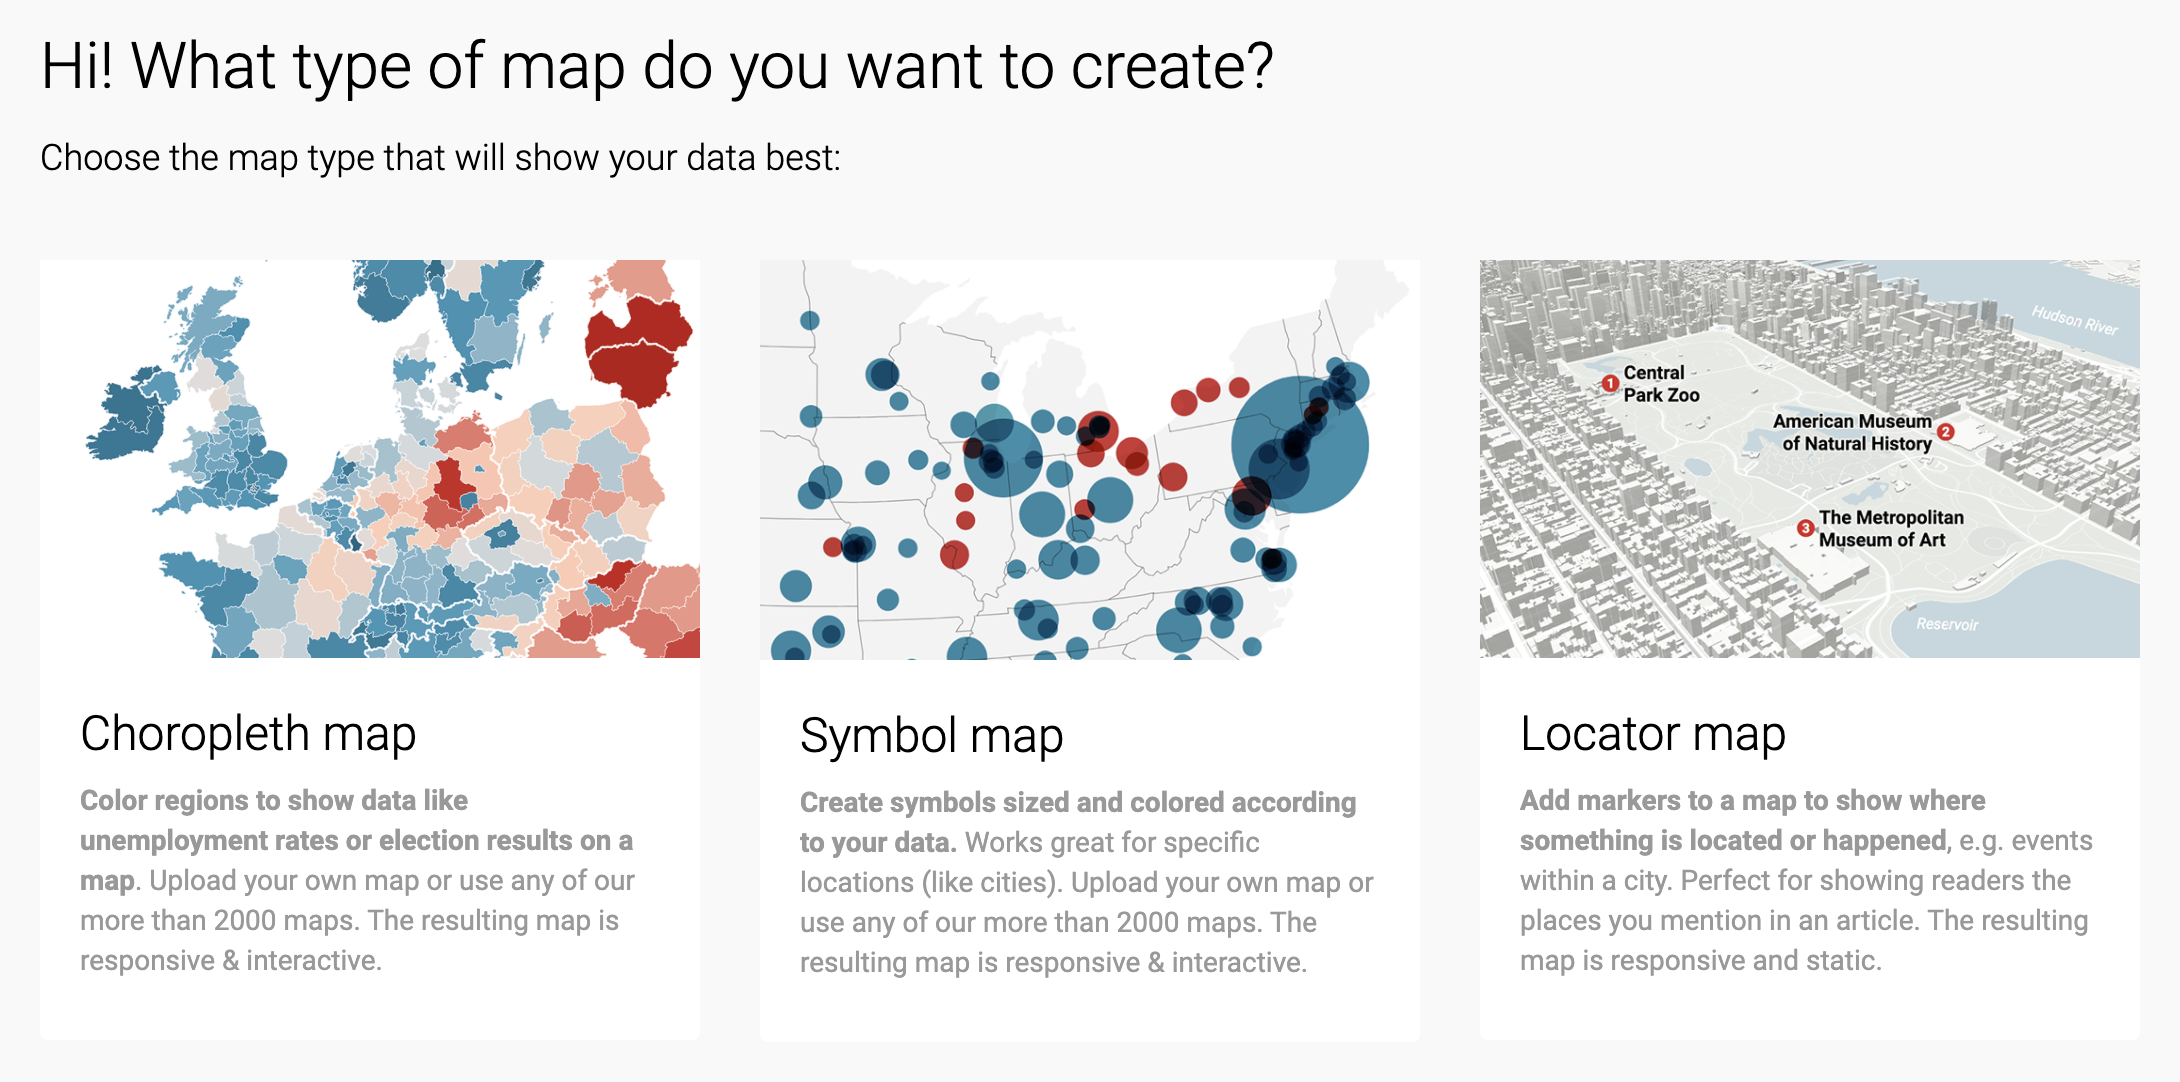 Hi! What type of map do you want to create?
Choose the map type that will show your data best:
Hudson River
1
Central
Park Zoo
American Museum
of Natural History
2
3
The Metropolitan
Museum of Art
Reservoir
Choropleth map
Color regions to show data like
unemployment rates or election results on a
map. Upload your own map or use any of our
more than 2000 maps. The resulting map is
responsive & interactive.
Symbol map
Create symbols sized and colored according
to your data. Works great for specific
locations (like cities). Upload your own map or
use any of our more than 2000 maps. The
resulting map is responsive & interactive.
Locator map
Add markers to a map to show where
something is located or happened, e.g. events
within a city. Perfect for showing readers the
places you mention in an article. The resulting
map is responsive and static.